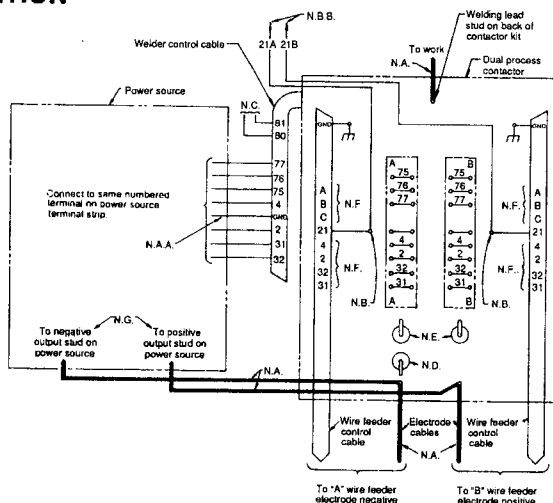 N.B.B.
21A 21B
Welding lead
stud on back of
contactor kit
To work
N.A.
Dual process
contactor
Welder control cable
Power source
N.C.
81
80
77
76
75
4
GND
2
31
32
Connect to same numbered
terminal on power source
terminal strip.
N.A.A.
GND
A
B
C
21
4
2
32
31
N.F.
N.F.
N.B.
A
75
76
77
4
2
32
31
A
B
75
76
77
4
2
32
31
B
N.E.
N.D.
GND
A
B
C
21
4
2
32
31
N.F.
N.F.
N.B.
N.G.
To negative
output stud on
power source
To positive
output stud on
power source
N.A.
Wire feeder
control
cable
Electrode
cables
N.A.
Wire feeder
control
cable
To "A" wire feeder
electrode negative
To "B" wire feeder
electrode positive